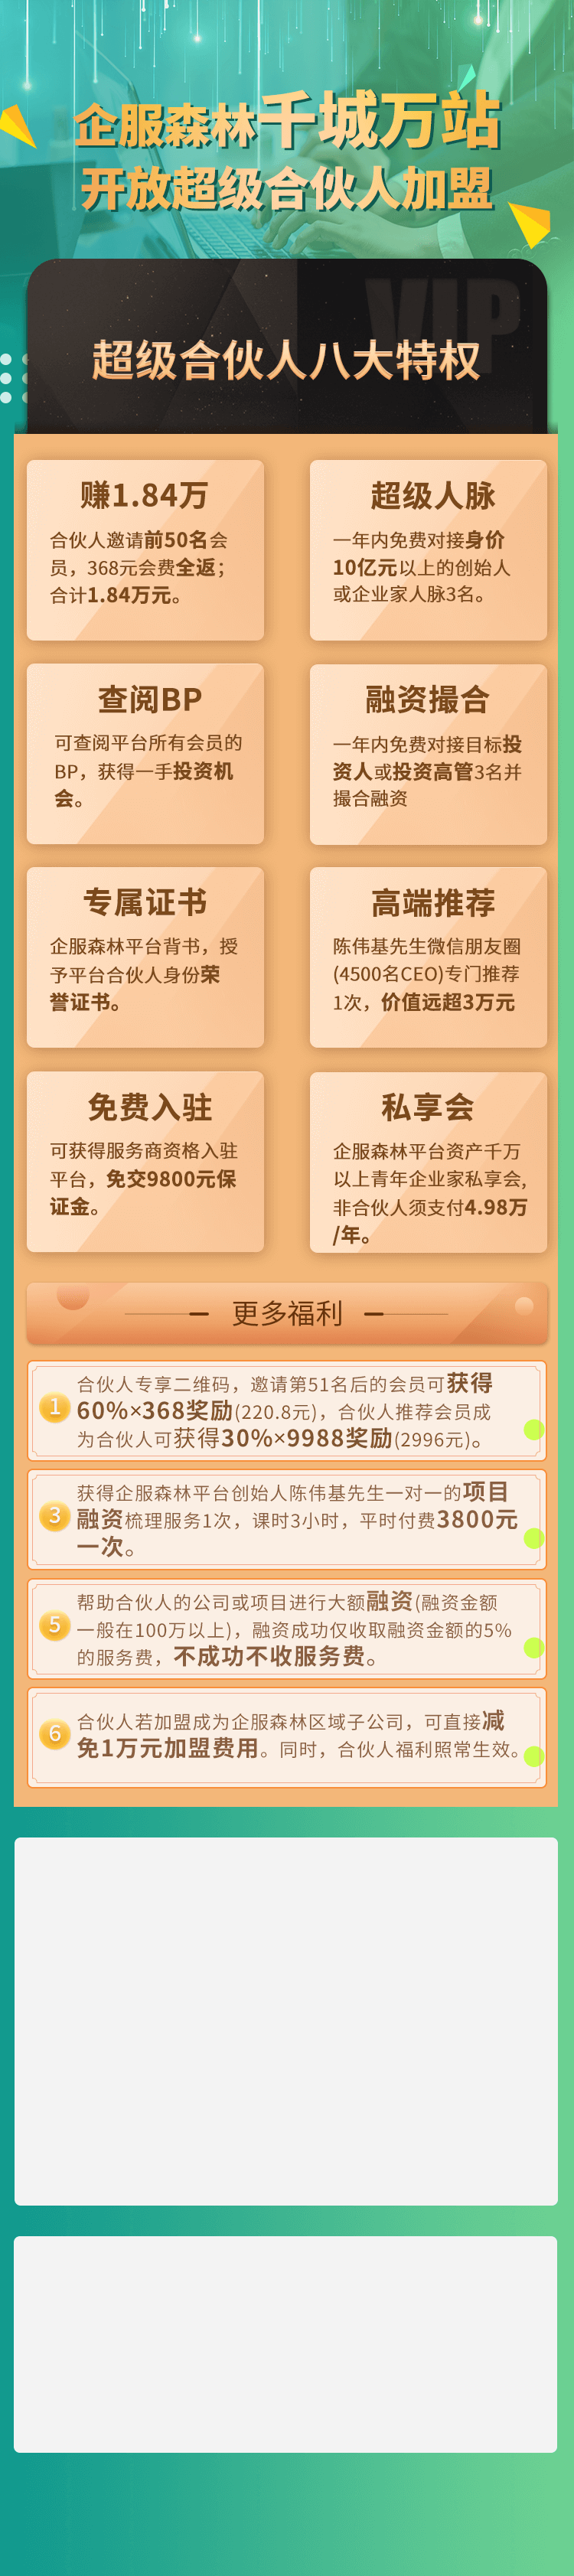 企服森林千城万站
开放超级合伙人加盟
VIP
超级合伙人八大特权
赚1.84万
合伙人邀请前50名会
员，368元会费全返；
合计1.84万元。
超级人脉
一年内免费对接身价
10亿元以上的创始人
或企业家人脉3名。
查阅BP
可查阅平台所有会员的
BP，获得一手投资机
会。
融资撮合
一年内免费对接目标投
资人或投资高管3名并
撮合融资
专属证书
企服森林平台背书，授
予平台合伙人身份荣
誉证书。
高端推荐
陈伟基先生微信朋友圈
(4500名CEO)专门推荐
1次，价值远超3万元
免费入驻
可获得服务商资格入驻
平台，免交9800元保
证金。
私享会
企服森林平台资产千万
以上青年企业家私享会,
非合伙人须支付4.98万
/年。
更多福利
1
合伙人专享二维码，邀请第51名后的会员可获得
60%×368奖励(220.8元)，合伙人推荐会员成
为合伙人可获得30%×9988奖励(2996元)。
3
获得企服森林平台创始人陈伟基先生一对一的项目
融资梳理服务1次，课时3小时，平时付费3800元
一次。
5
帮助合伙人的公司或项目进行大额融资(融资金额
一般在100万以上)，融资成功仅收取融资金额的5%
的服务费，不成功不收服务费。
6
合伙人若加盟成为企服森林区域子公司，可直接减
免1万元加盟费用。同时，合伙人福利照常生效。